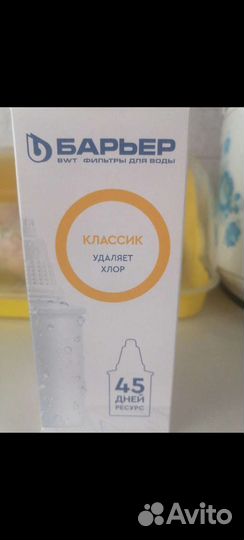 БАРЬЕР
BWT ФИЛЬТРЫ ДЛЯ ВОДЫ
КЛАССИК
УДАЛЯЕТ
ХЛОР
45
ДНЕЙ
РЕСУРС
Avito